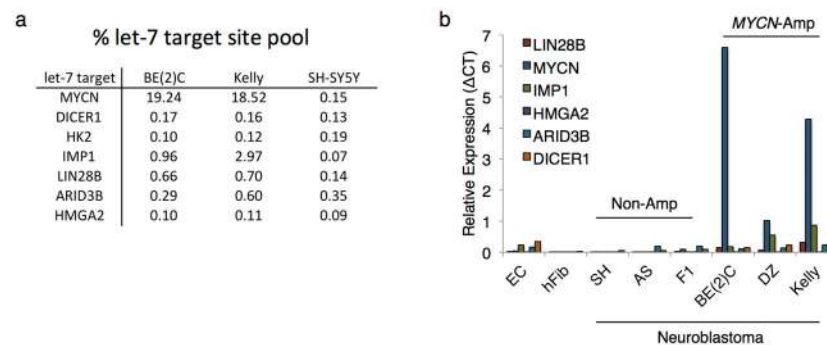 a
% let-7 target site pool
let-7 target BE(2)C Kelly SH-SY5Y
MYCN 19.24 18.52 0.15
DICER1 0.17 0.16 0.13
HK2 0.10 0.12 0.19
IMP1 0.96 2.97 0.07
LIN28B 0.66 0.70 0.14
ARID3B 0.29 0.60 0.35
HMGA2 0.10 0.11 0.09
b
MYCN-Amp
Relative Expression (ΔCT)
7
6
5
4
3
2
1
0
LIN28B
MYCN
IMP1
HMGA2
ARID3B
DICER1
Non-Amp
EC
hFib
SH
AS
F1
BE(2)C
DZ
Kelly
Neuroblastoma